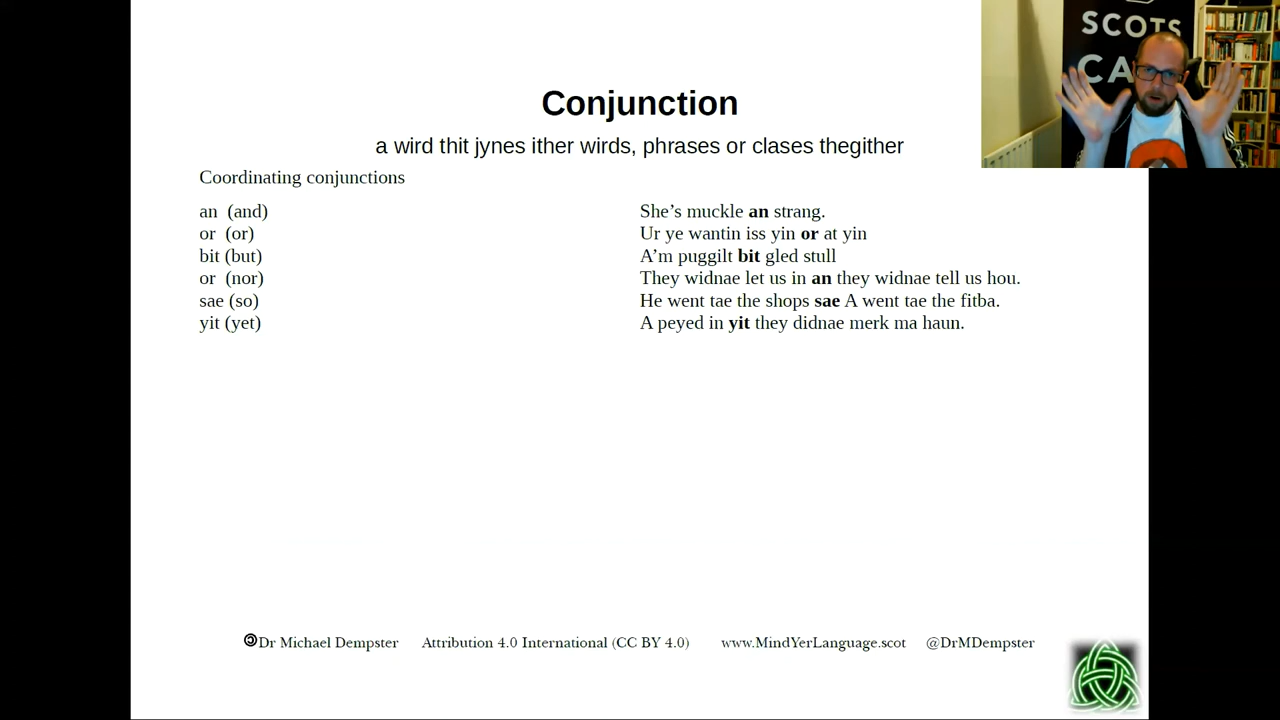 SCOTS
CA
Conjunction
a wird thit jynes ither wirds, phrases or clases thegither
Coordinating conjunctions
an (and)
or (or)
bit (but)
or (nor)
sae (so)
yit (yet)
She’s muckle an strang.
Ur ye wantin iss yin or at yin
A’m puggilt bit gled stull
They widnae let us in an they widnae tell us hou.
He went tae the shops sae A went tae the fitba.
A peyed in yit they didnae merk ma haun.
Dr Michael Dempster Attribution 4.0 International (CC BY 4.0) www.MindYerLanguage.scot @DrMDempster